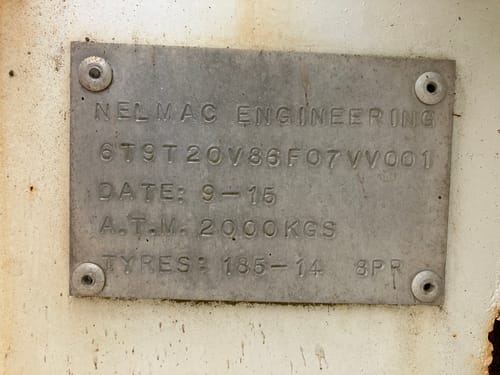 NELMAC ENGINEERING
6T9T20V86F07VV001
DATE: 9-15
A.T.M. 2000KGS
TYRES: 185-14 8PR